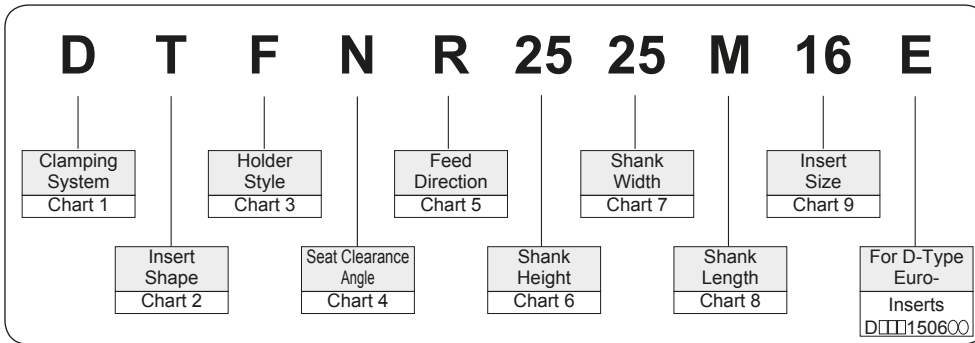 D T F N R 25 25 M 16 E
Clamping
System
Chart 1
Holder
Style
Chart 3
Feed
Direction
Chart 5
Shank
Width
Chart 7
Insert
Size
Chart 9
Insert
Shape
Chart 2
Seat Clearance
Angle
Chart 4
Shank
Height
Chart 6
Shank
Length
Chart 8
For D-Type
Euro-
Inserts
D□□□1506○○